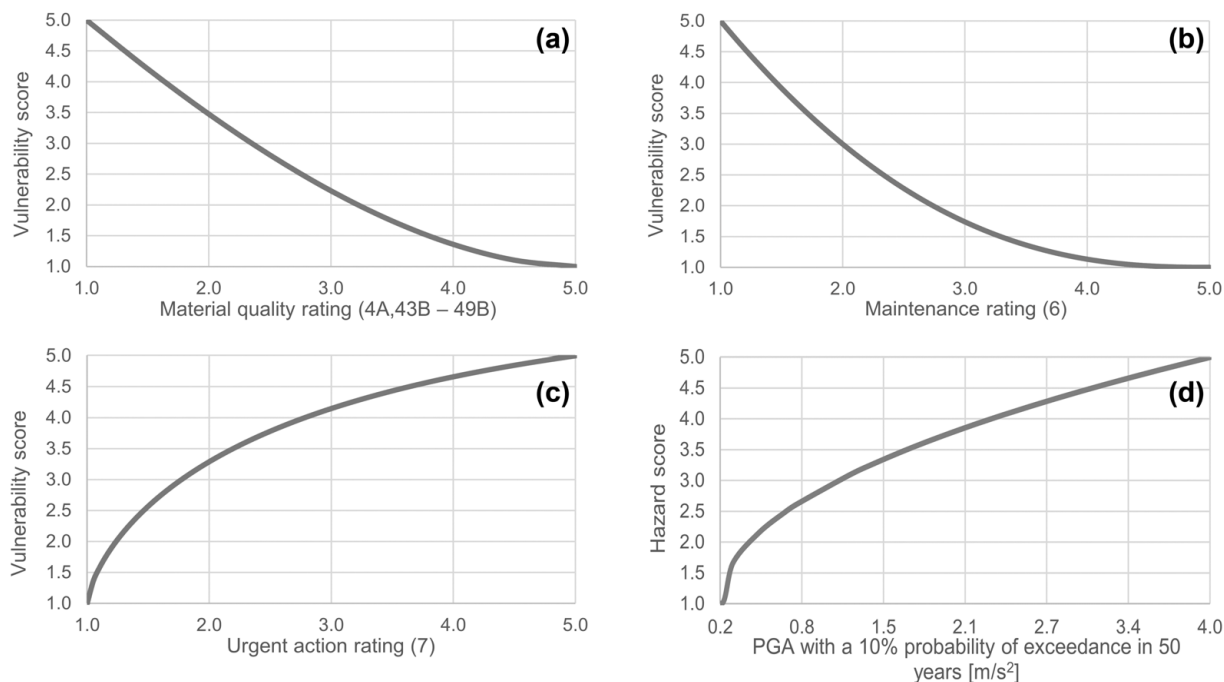 (a)
Vulnerability score
5.0
4.5
4.0
3.5
3.0
2.5
2.0
1.5
1.0
1.0 2.0 3.0 4.0 5.0
Material quality rating (4A,43B – 49B)
(b)
Vulnerability score
5.0
4.5
4.0
3.5
3.0
2.5
2.0
1.5
1.0
1.0 2.0 3.0 4.0 5.0
Maintenance rating (6)
(c)
Vulnerability score
5.0
4.5
4.0
3.5
3.0
2.5
2.0
1.5
1.0
1.0 2.0 3.0 4.0 5.0
Urgent action rating (7)
(d)
Hazard score
5.0
4.5
4.0
3.5
3.0
2.5
2.0
1.5
1.0
0.2 0.8 1.5 2.1 2.7 3.4 4.0
PGA with a 10% probability of exceedance in 50
years [m/s²]